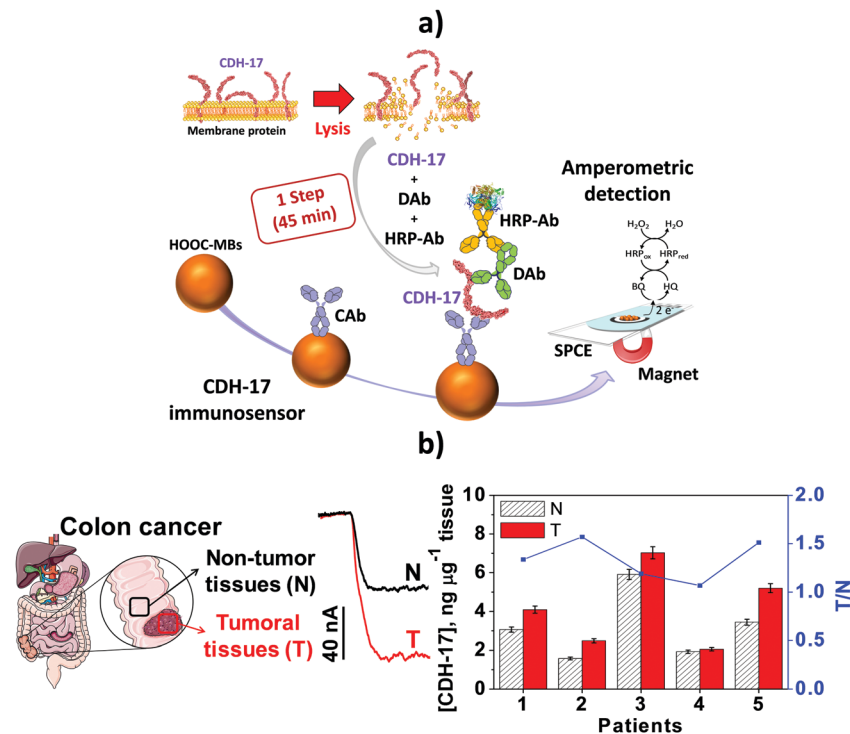 a)
CDH-17
Membrane protein
Lysis
CDH-17
+
DAb
+
HRP-Ab
1 Step
(45 min)
HOOC-MBs
CAb
CDH-17
HRP-Ab
DAb
CDH-17
immunosensor
Amperometric
detection
H₂O₂ H₂O
HRPox HRPred
BQ HQ
2 e⁻
SPCE
Magnet
b)
Colon cancer
Non-tumor
tissues (N)
Tumoral
tissues (T)
40 nA
N
T
[CDH-17], ng µg⁻¹ tissue
10
8
6
4
2
0
N
T
1 2 3 4 5
Patients
2.0
1.5
1.0
0.5
0.0
T/N